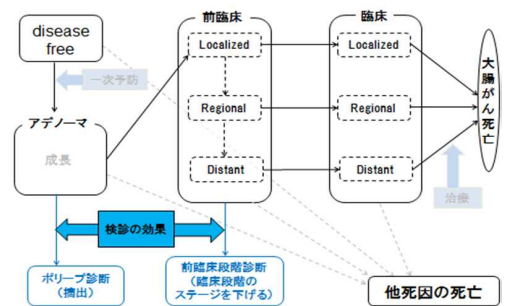 disease
free
一次予防
アデノーマ
成長
前臨床
Localized
Regional
Distant
臨床
Localized
Regional
Distant
大腸がん死亡
治療
検診の効果
ポリープ診断
（摘出）
前臨床段階診断
（臨床段階の
ステージを下げる）
他死因の死亡